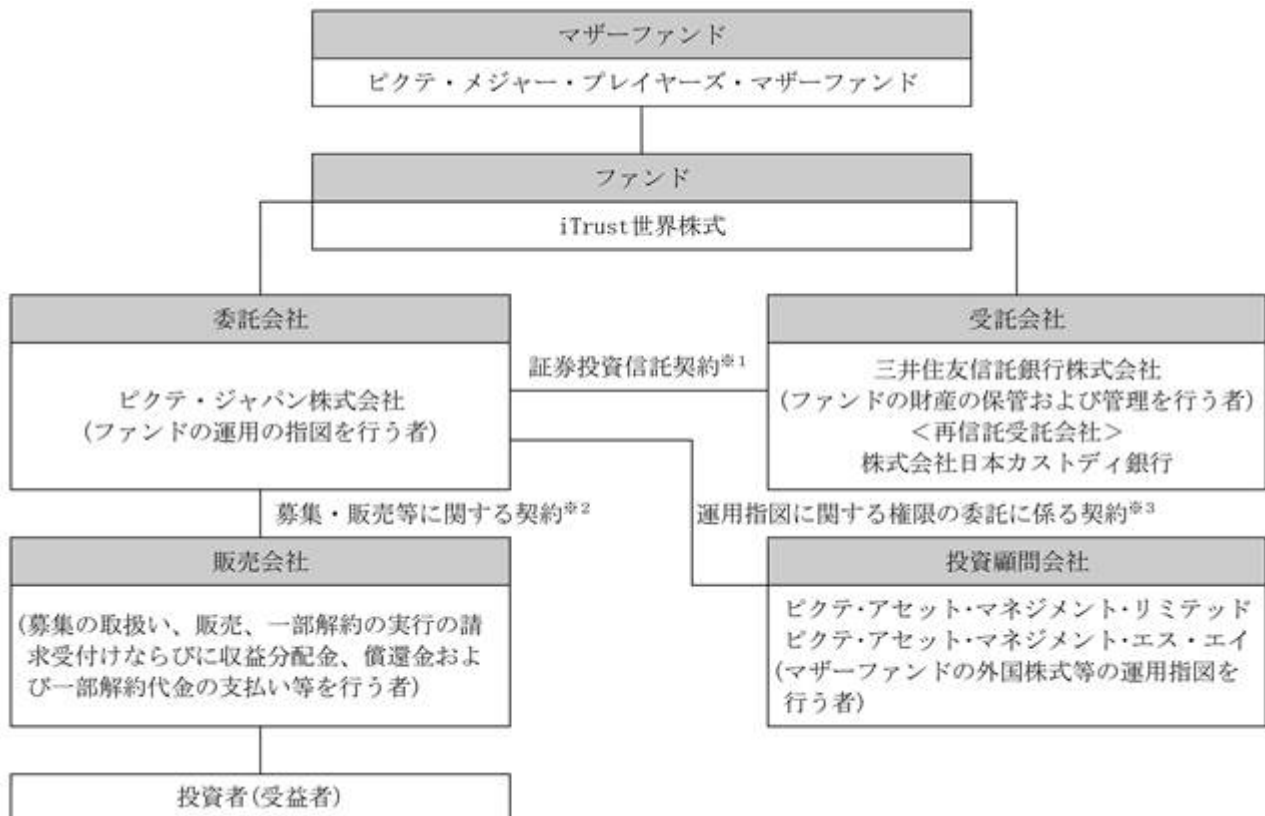 マザーファンド
ピクテ・メジャー・プレイヤーズ・マザーファンド
ファンド
iTrust世界株式
委託会社
ピクテ・ジャパン株式会社
(ファンドの運用の指図を行う者)
証券投資信託契約※1
受託会社
三井住友信託銀行株式会社
(ファンドの財産の保管および管理を行う者)
<再信託受託会社>
株式会社日本カストディ銀行
募集・販売等に関する契約※2
運用指図に関する権限の委託に係る契約※3
販売会社
(募集の取扱い、販売、一部解約の実行の請
求受付けならびに収益分配金、償還金およ
び一部解約代金の支払い等を行う者)
投資顧問会社
ピクテ・アセット・マネジメント・リミテッド
ピクテ・アセット・マネジメント・エス・エイ
(マザーファンドの外国株式等の運用指図を
行う者)
投資者(受益者)